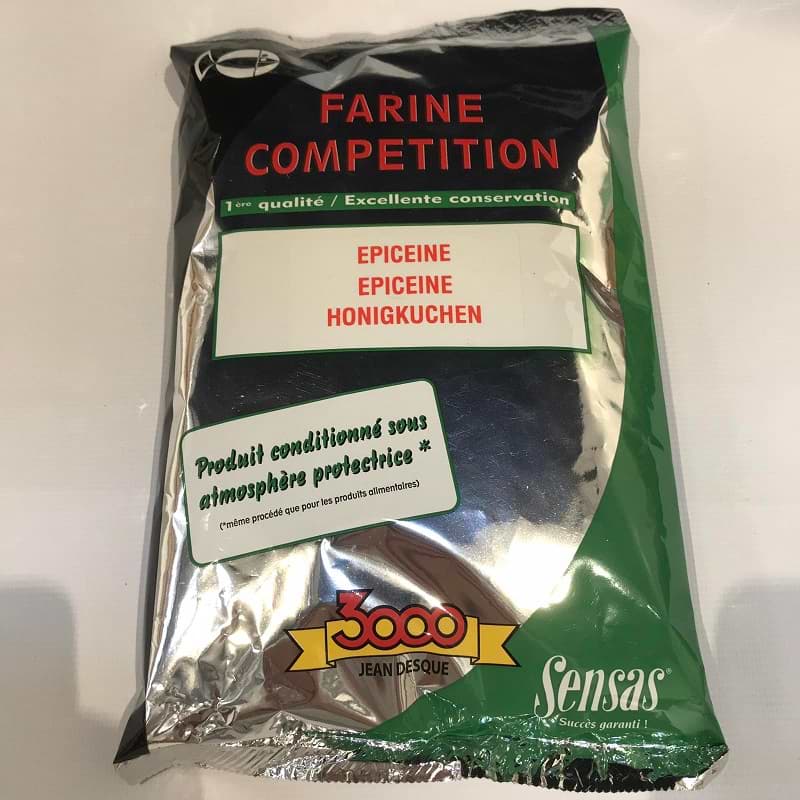 FARINE
COMPETITION
1ère qualité / Excellente conservation
EPICEINE
EPICEINE
HONIGKUCHEN
Produit conditionné sous
atmosphère protectrice *
(*même procédé que pour les produits alimentaires)
3000
JEAN DESQUE
Sensas®
Succès garanti !